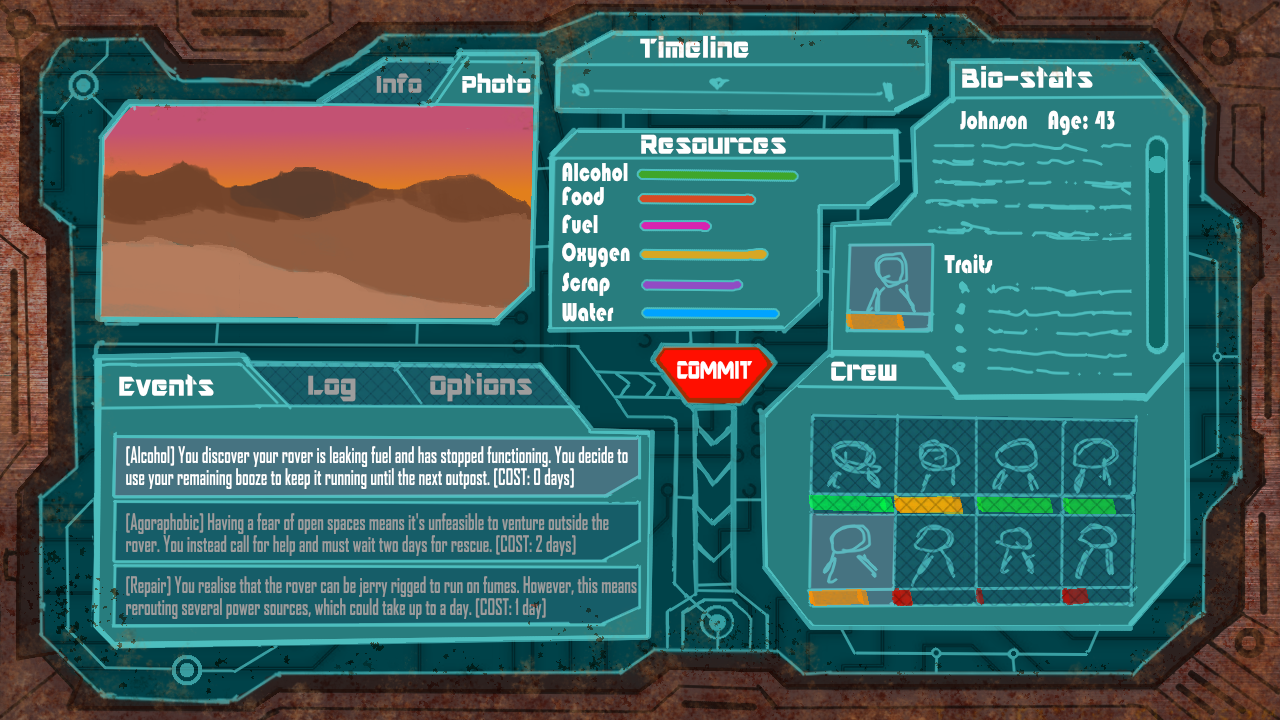 Info Photo
Timeline
Bio-stats
Johnson Age: 43
Resources
Alcohol
Food
Fuel
Oxygen
Scrap
Water
Traits
COMMIT
Crew
Events Log Options
[Alcohol] You discover your rover is leaking fuel and has stopped functioning. You decide to
use your remaining booze to keep it running until the next outpost. [COST: 0 days]
[Agoraphobic] Having a fear of open spaces means it's unfeasible to venture outside the
rover. You instead call for help and must wait two days for rescue. [COST: 2 days]
[Repair] You realise that the rover can be jerry rigged to run on fumes. However, this means
rerouting several power sources, which could take up to a day. [COST: 1 day]